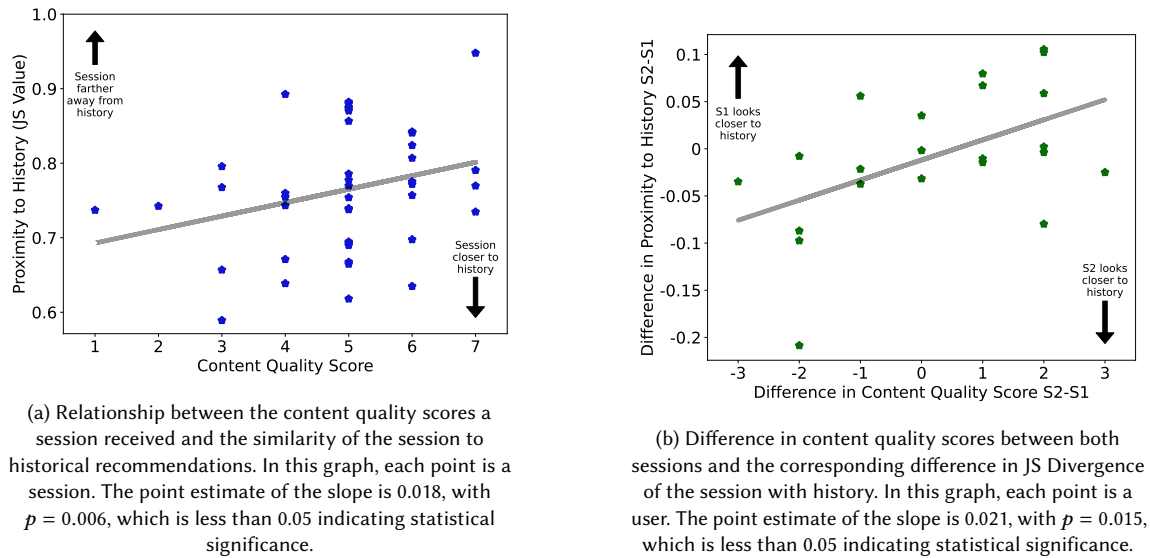 1.0
0.9
0.8
0.7
0.6
Proximity to History (JS Value)
Session
farther
away from
history
Session
closer to
history
1 2 3 4 5 6 7
Content Quality Score
(a) Relationship between the content quality scores a
session received and the similarity of the session to
historical recommendations. In this graph, each point is a
session. The point estimate of the slope is 0.018, with
p = 0.006, which is less than 0.05 indicating statistical
significance.
0.1
0.05
0
-0.05
-0.1
-0.15
-0.2
Difference in Proximity to History S2-S1
S1 looks
closer to
history
S2 looks
closer to
history
-3 -2 -1 0 1 2 3
Difference in Content Quality Score S2-S1
(b) Difference in content quality scores between both
sessions and the corresponding difference in JS Divergence
of the session with history. In this graph, each point is a
user. The point estimate of the slope is 0.021, with p = 0.015,
which is less than 0.05 indicating statistical significance.